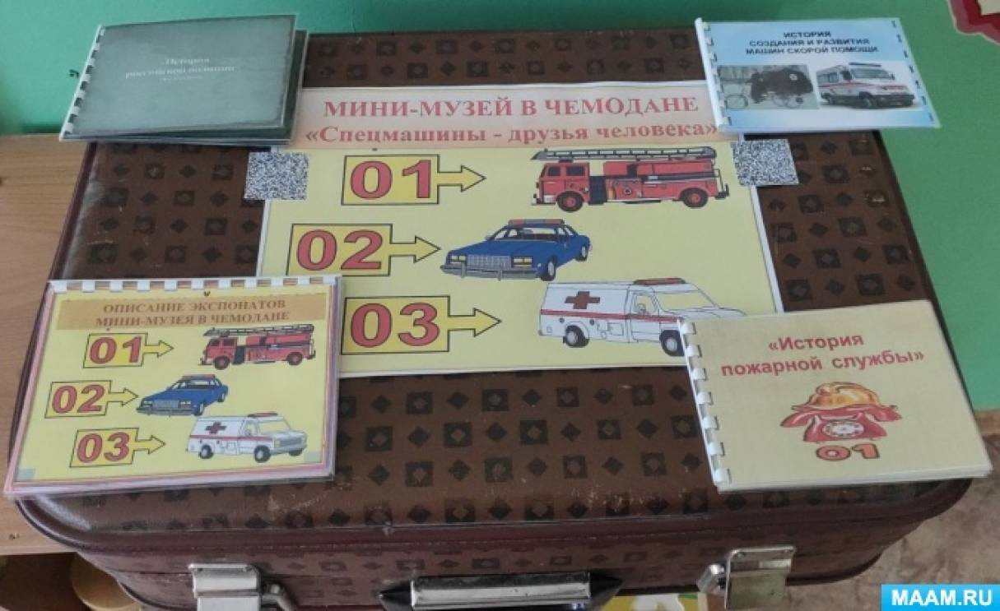 История
российской полиции
ИСТОРИЯ
СОЗДАНИЯ И РАЗВИТИЯ
МАШИН СКОРОЙ ПОМОЩИ
МИНИ-МУЗЕЙ В ЧЕМОДАНЕ
«Спецмашины - друзья человека»
01
02
03
ОПИСАНИЕ ЭКСПОНАТОВ
МИНИ-МУЗЕЯ В ЧЕМОДАНЕ
01
02
03
«История
пожарной службы»
01
MAAM.RU